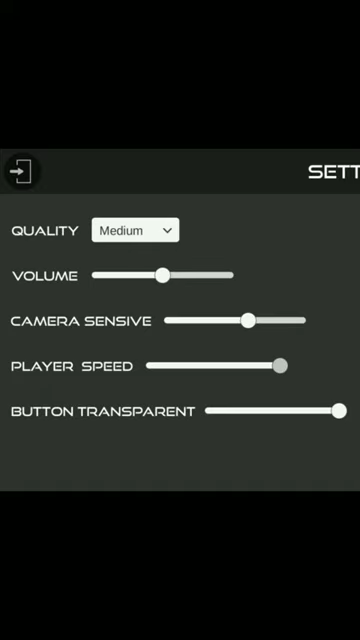 SETT
QUALITY Medium
VOLUME
CAMERA SENSIVE
PLAYER SPEED
BUTTON TRANSPARENT